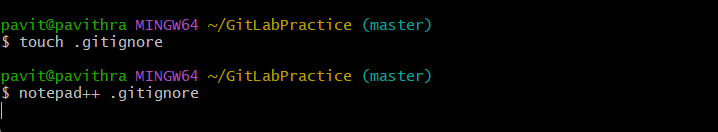 pavit@pavithra MINGW64 ~/GitLabPractice (master)
$ touch .gitignore
pavit@pavithra MINGW64 ~/GitLabPractice (master)
$ notepad++ .gitignore